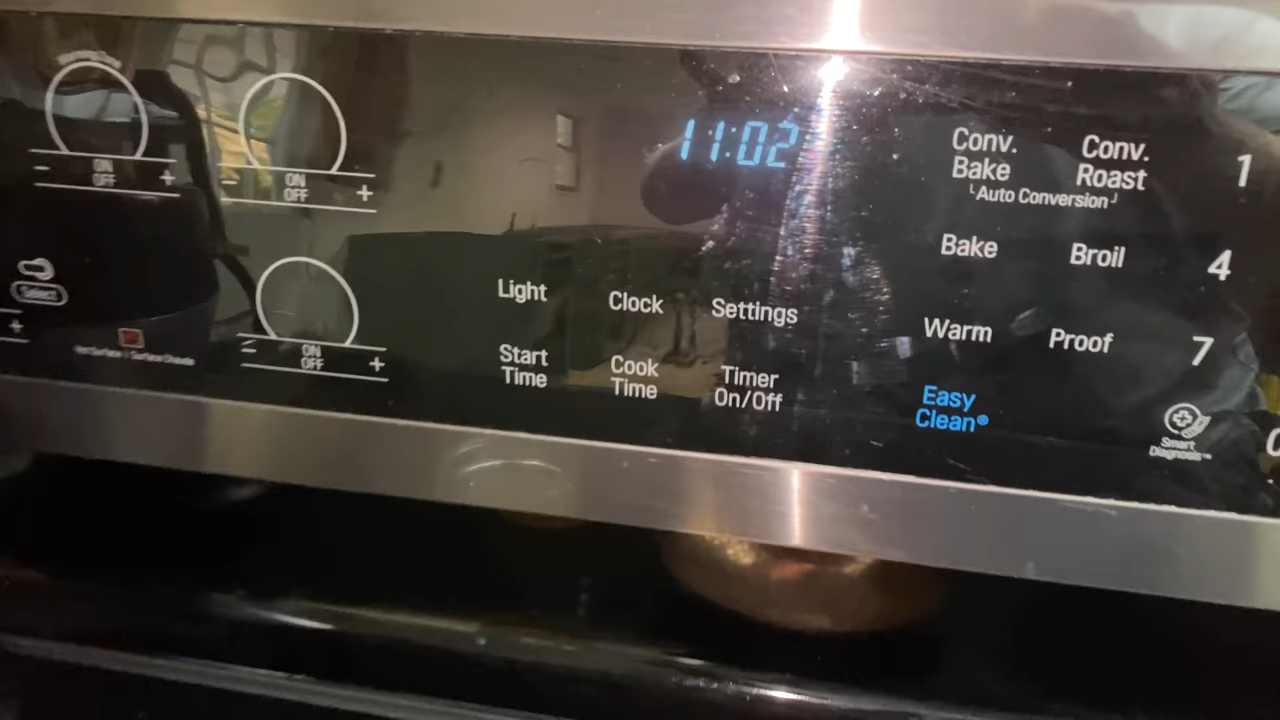 11:02
Conv.
Bake
Conv.
Roast
Auto Conversion
1
ON
OFF
- +
ON
OFF
- +
Bake
Broil
4
Select
+
Light
Clock
Settings
Warm
Proof
7
ON
OFF
- +
Start
Time
Cook
Time
Timer
On/Off
Easy
Clean®
Smart
Diagnosis™